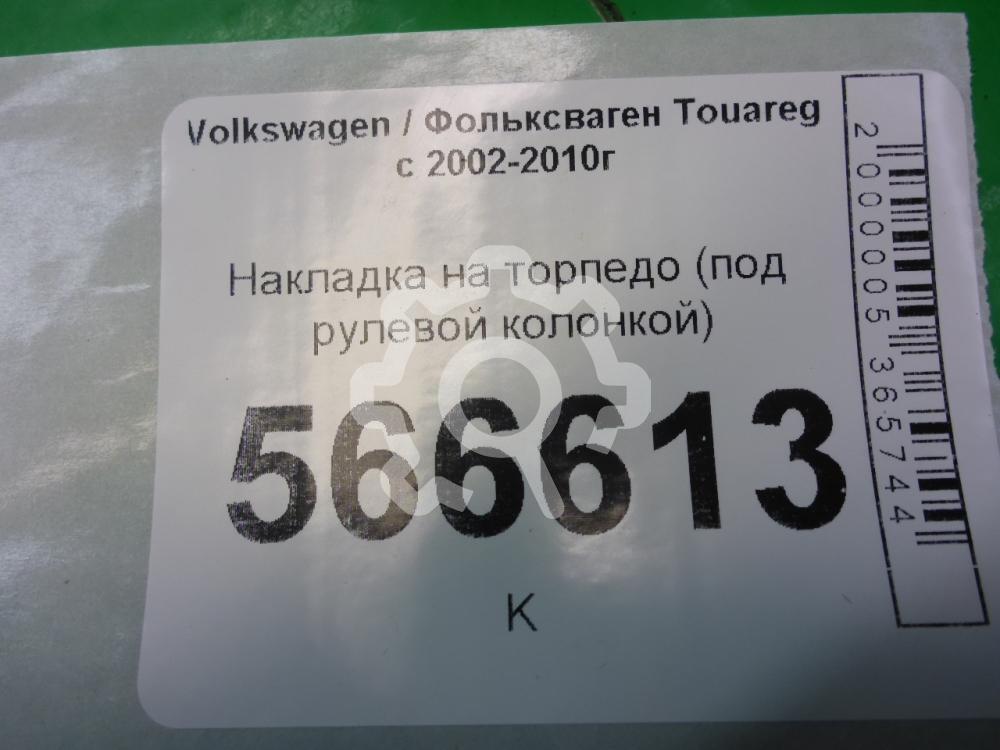 Volkswagen / Фольксваген Touareg
с 2002-2010г
Накладка на торпедо (под
рулевой колонкой)
566613
К
2000005365744